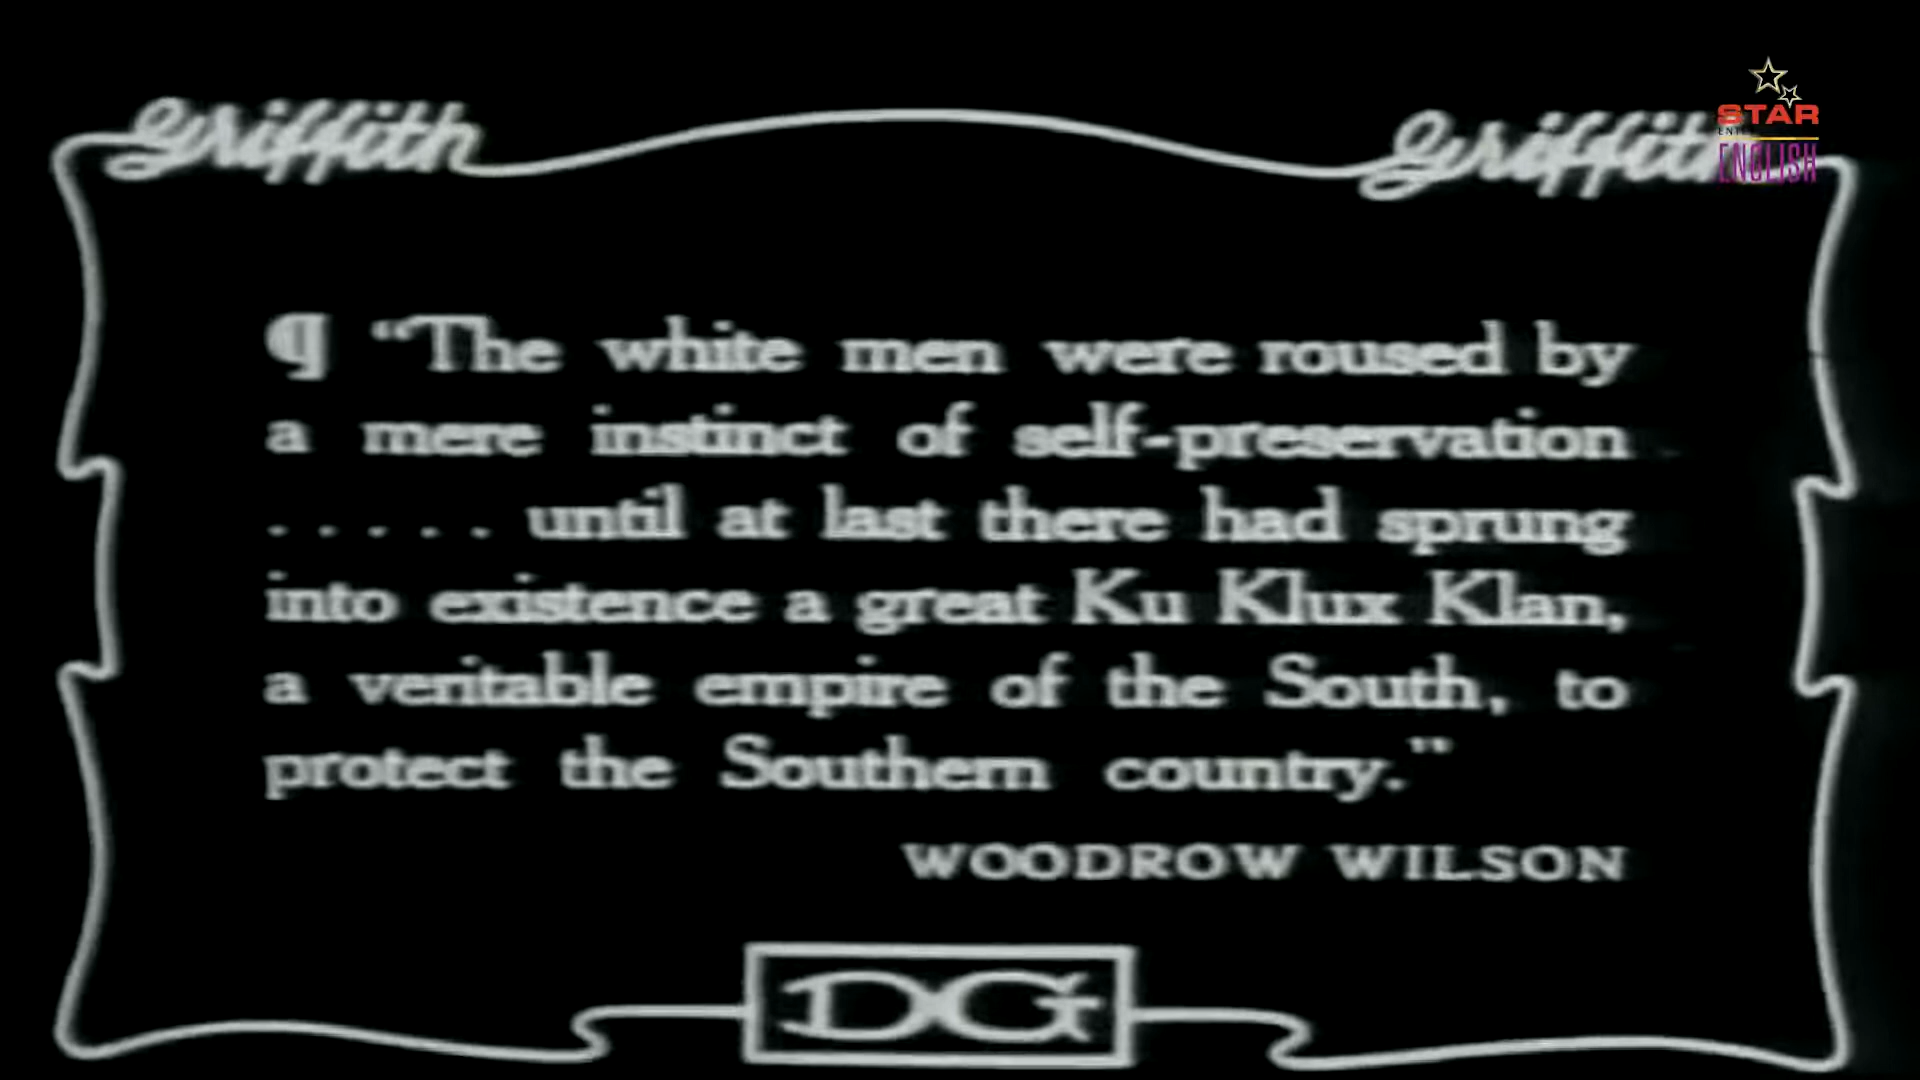 Griffith
Griffith
STAR
ENGLISH
¶ “The white men were roused by
a mere instinct of self-preservation
. . . . . until at last there had sprung
into existence a great Ku Klux Klan,
a veritable empire of the South, to
protect the Southern country.”
WOODROW WILSON
DG